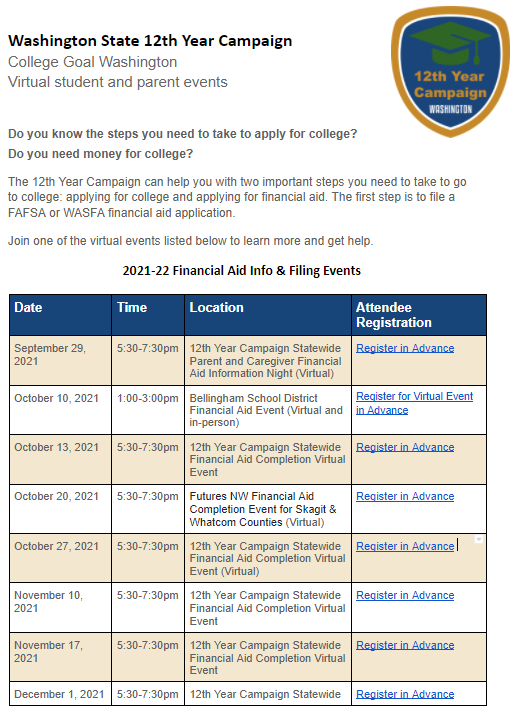 Washington State 12th Year Campaign
College Goal Washington
Virtual student and parent events
12th Year
Campaign
WASHINGTON
Do you know the steps you need to take to apply for college?
Do you need money for college?
The 12th Year Campaign can help you with two important steps you need to take to go
to college: applying for college and applying for financial aid. The first step is to file a
FAFSA or WASFA financial aid application.
Join one of the virtual events listed below to learn more and get help.
2021-22 Financial Aid Info & Filing Events
Date Time Location Attendee
Registration
September 29, 5:30-7:30pm 12th Year Campaign Statewide Register in Advance
2021 Parent and Caregiver Financial
Aid Information Night (Virtual)
October 10, 2021 1:00-3:00pm Bellingham School District Register for Virtual Event
Financial Aid Event (Virtual and in Advance
in-person)
October 13, 2021 5:30-7:30pm 12th Year Campaign Statewide Register in Advance
Financial Aid Completion Virtual
Event
October 20, 2021 5:30-7:30pm Futures NW Financial Aid Register in Advance
Completion Event for Skagit &
Whatcom Counties (Virtual)
October 27, 2021 5:30-7:30pm 12th Year Campaign Statewide Register in Advance
Financial Aid Completion Virtual
Event (Virtual)
November 10, 5:30-7:30pm 12th Year Campaign Statewide Register in Advance
2021 Financial Aid Completion Virtual
Event
November 17, 5:30-7:30pm 12th Year Campaign Statewide Register in Advance
2021 Financial Aid Completion Virtual
Event
December 1, 2021 5:30-7:30pm 12th Year Campaign Statewide Register in Advance